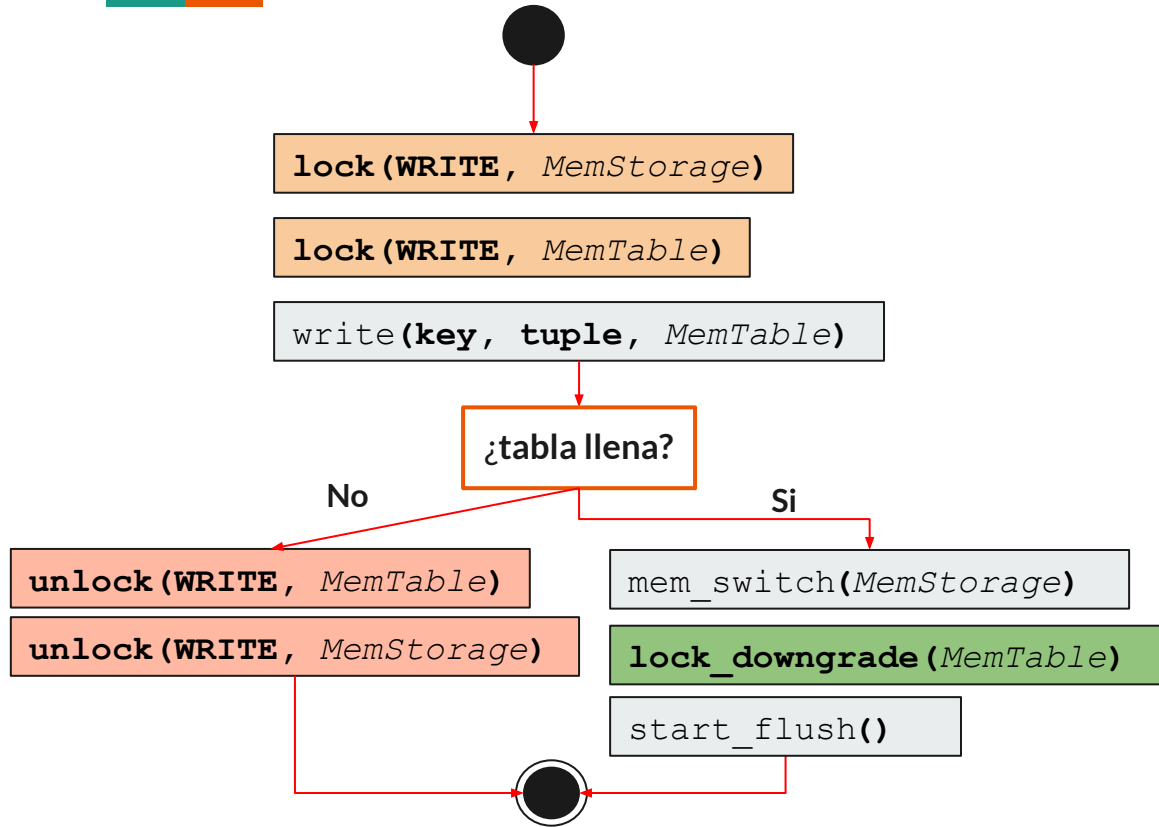 lock(WRITE, MemStorage)
lock(WRITE, MemTable)
write(key, tuple, MemTable)
¿tabla llena?
No
Si
unlock(WRITE, MemTable)
mem_switch(MemStorage)
unlock(WRITE, MemStorage)
lock_downgrade(MemTable)
start_flush()